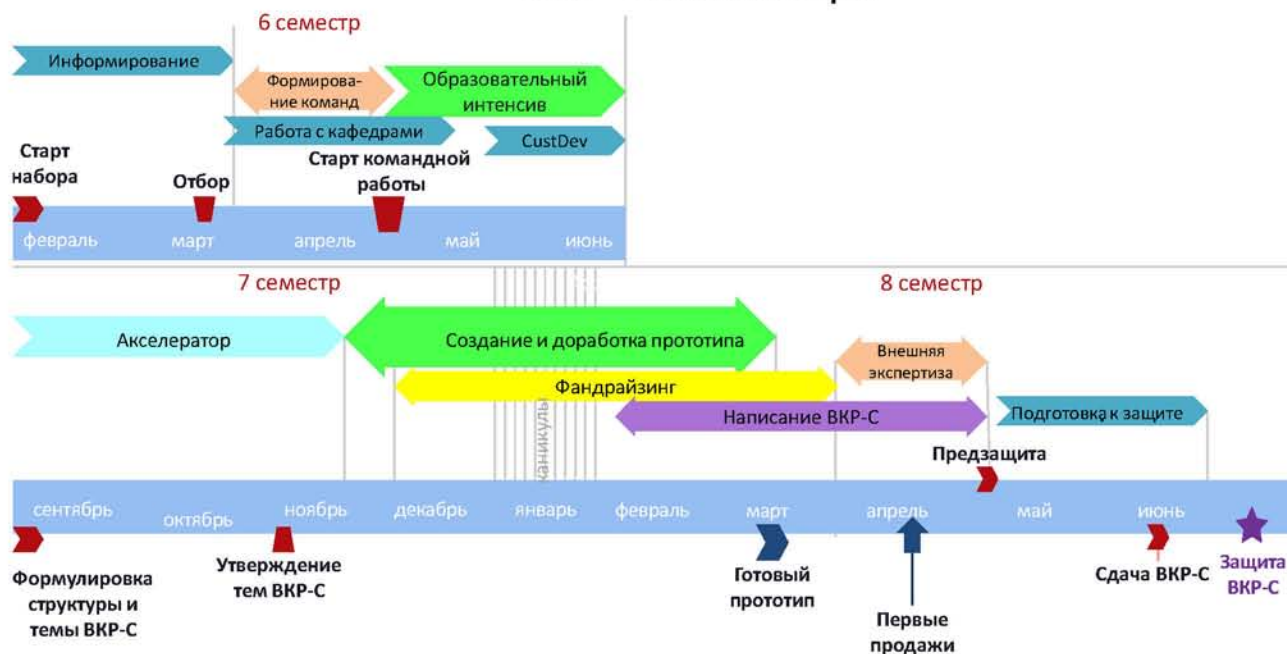 6 семестр
Информирование
Формирова-
ние команд
Образовательный
интенсив
Работа с кафедрами
CustDev
Старт
набора
Отбор
Старт командной
работы
февраль
март
апрель
май
июнь
7 семестр
8 семестр
Акселератор
Создание и доработка прототипа
Внешняя
экспертиза
Фандрайзинг
Написание ВКР-С
Подготовка к защите
каникулы
Предзащита
сентябрь
октябрь
ноябрь
декабрь
январь
февраль
март
апрель
май
июнь
Формулировка
структуры и
темы ВКР-С
Утверждение
тем ВКР-С
Готовый
прототип
Первые
продажи
Сдача ВКР-С
Защита
ВКР-С